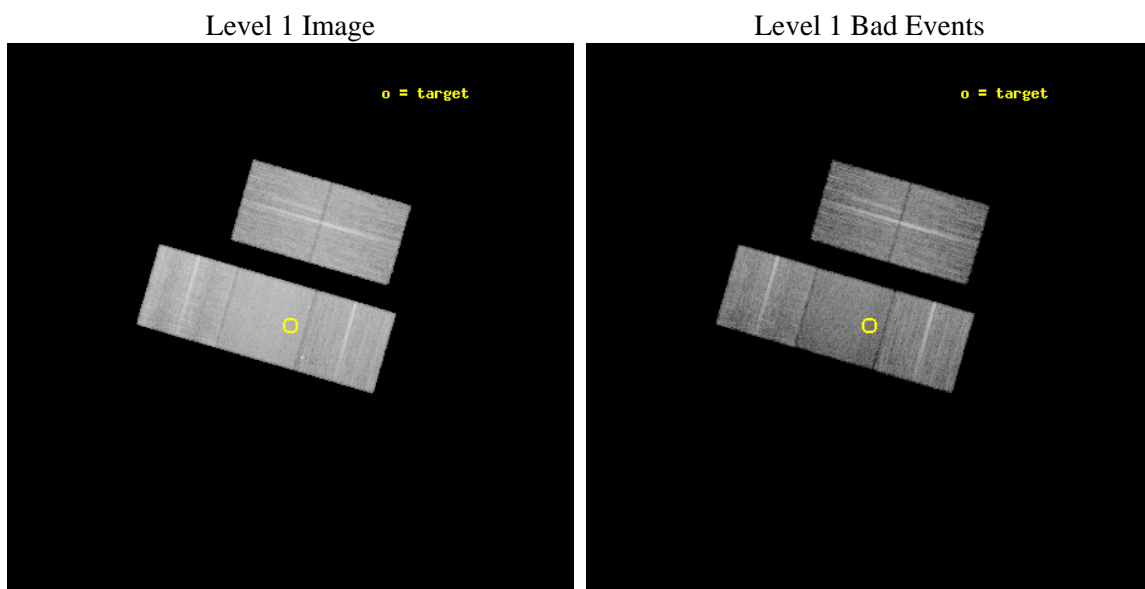 Level 1 Image
Level 1 Bad Events
o = target
o = target